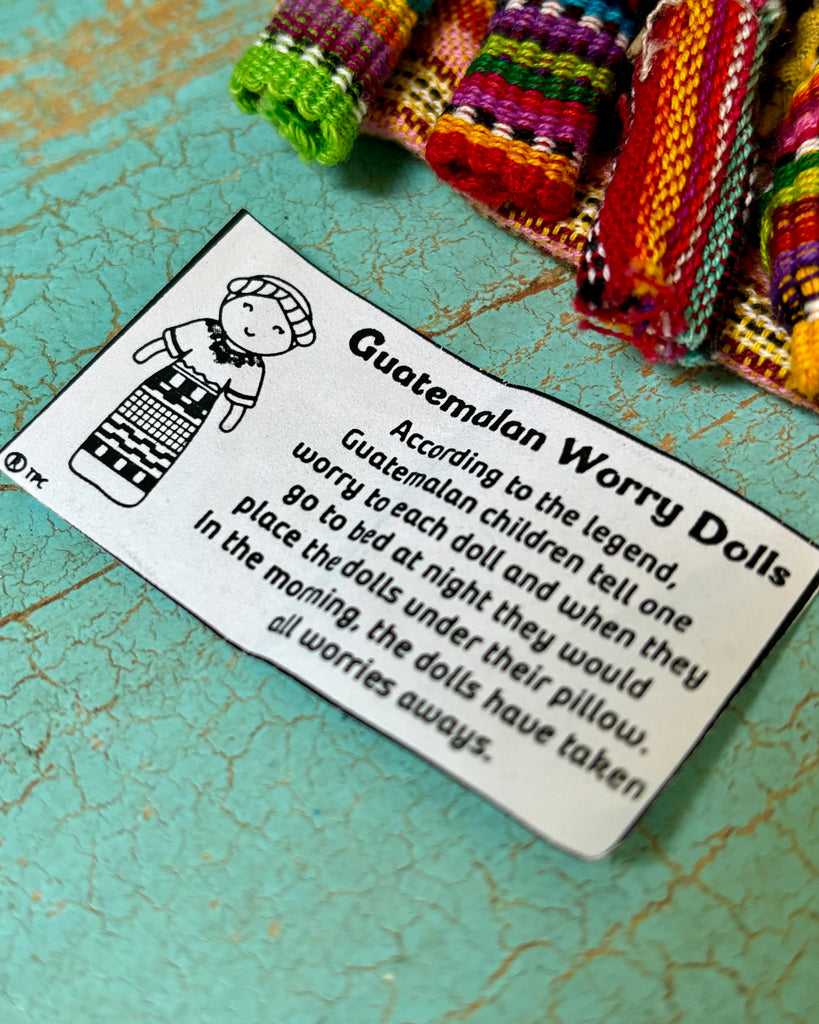 Guatemalan Worry Dolls
According to the legend,
Guatemalan children tell one
worry to each doll and when they
go to bed at night they would
place the dolls under their pillow.
In the morning, the dolls have taken
all worries aways.
TPC